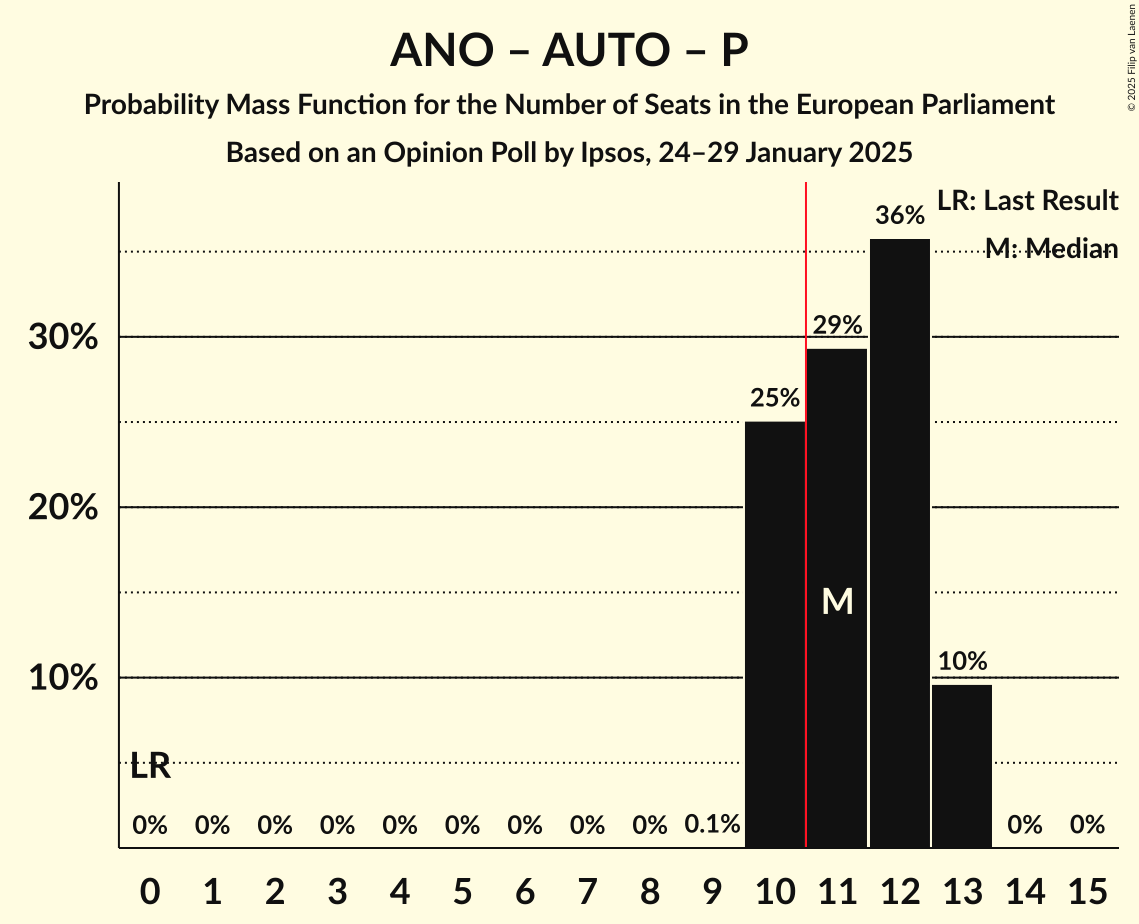 ANO – AUTO – P
Probability Mass Function for the Number of Seats in the European Parliament
Based on an Opinion Poll by Ipsos, 24–29 January 2025
© 2025 Filip van Laenen
LR: Last Result
M: Median
36%
29%
25%
10%
30%
20%
10%
M
LR
0% 0% 0% 0% 0% 0% 0% 0% 0% 0.1% 0% 0%
0 1 2 3 4 5 6 7 8 9 10 11 12 13 14 15